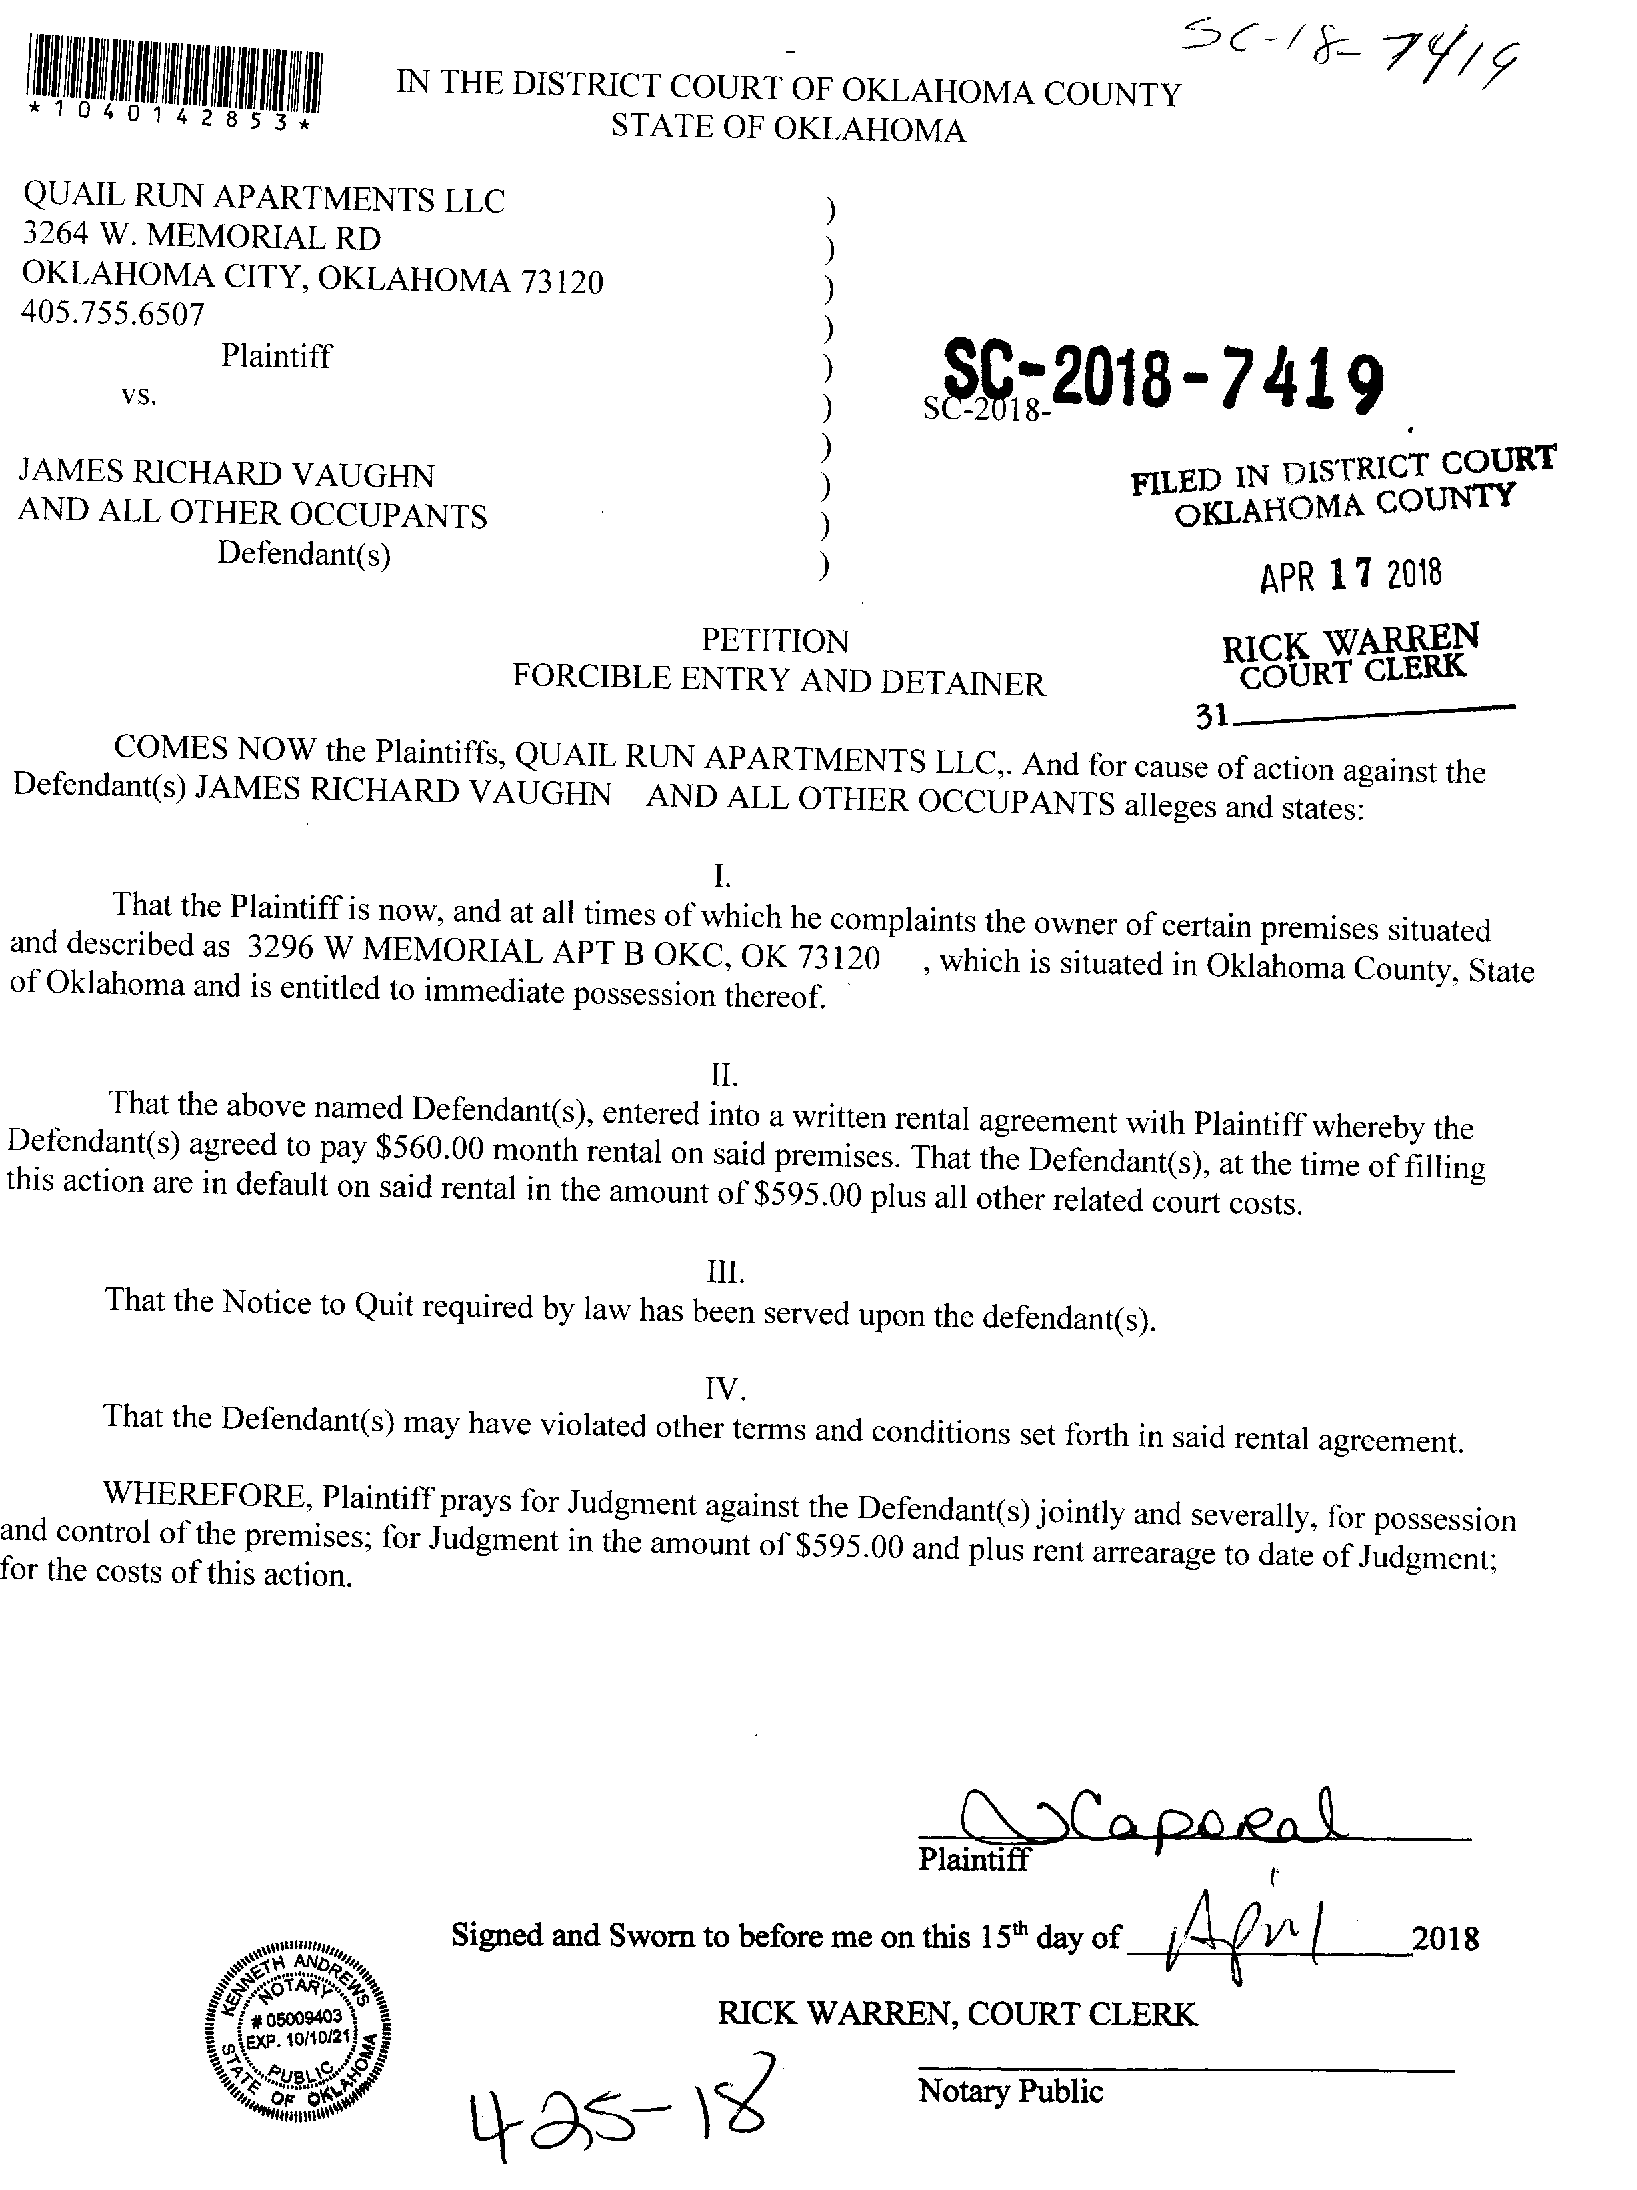 SC-18-7419
*1040142853*
IN THE DISTRICT COURT OF OKLAHOMA COUNTY
STATE OF OKLAHOMA
QUAIL RUN APARTMENTS LLC )
3264 W. MEMORIAL RD )
OKLAHOMA CITY, OKLAHOMA 73120 )
405.755.6507 )
Plaintiff )
vs. )
SC-2018-7419
SC-2018-
)
JAMES RICHARD VAUGHN )
AND ALL OTHER OCCUPANTS )
Defendant(s) )
FILED IN DISTRICT COURT
OKLAHOMA COUNTY
APR 17 2018
RICK WARREN
COURT CLERK
31
PETITION
FORCIBLE ENTRY AND DETAINER
COMES NOW the Plaintiffs, QUAIL RUN APARTMENTS LLC,. And for cause of action against the
Defendant(s) JAMES RICHARD VAUGHN AND ALL OTHER OCCUPANTS alleges and states:
I.
That the Plaintiff is now, and at all times of which he complaints the owner of certain premises situated
and described as 3296 W MEMORIAL APT B OKC, OK 73120 , which is situated in Oklahoma County, State
of Oklahoma and is entitled to immediate possession thereof.
II.
That the above named Defendant(s), entered into a written rental agreement with Plaintiff whereby the
Defendant(s) agreed to pay $560.00 month rental on said premises. That the Defendant(s), at the time of filling
this action are in default on said rental in the amount of $595.00 plus all other related court costs.
III.
That the Notice to Quit required by law has been served upon the defendant(s).
IV.
That the Defendant(s) may have violated other terms and conditions set forth in said rental agreement.
WHEREFORE, Plaintiff prays for Judgment against the Defendant(s) jointly and severally, for possession
and control of the premises; for Judgment in the amount of $595.00 and plus rent arrearage to date of Judgment;
for the costs of this action.
Caporal
Plaintiff
Signed and Sworn to before me on this 15th day of April 2018
RICK WARREN, COURT CLERK
Notary Public
KENNETH ANDREWS
NOTARY
# 05009403
EXP. 10/10/21
PUBLIC
STATE OF OKLAHOMA
425-18